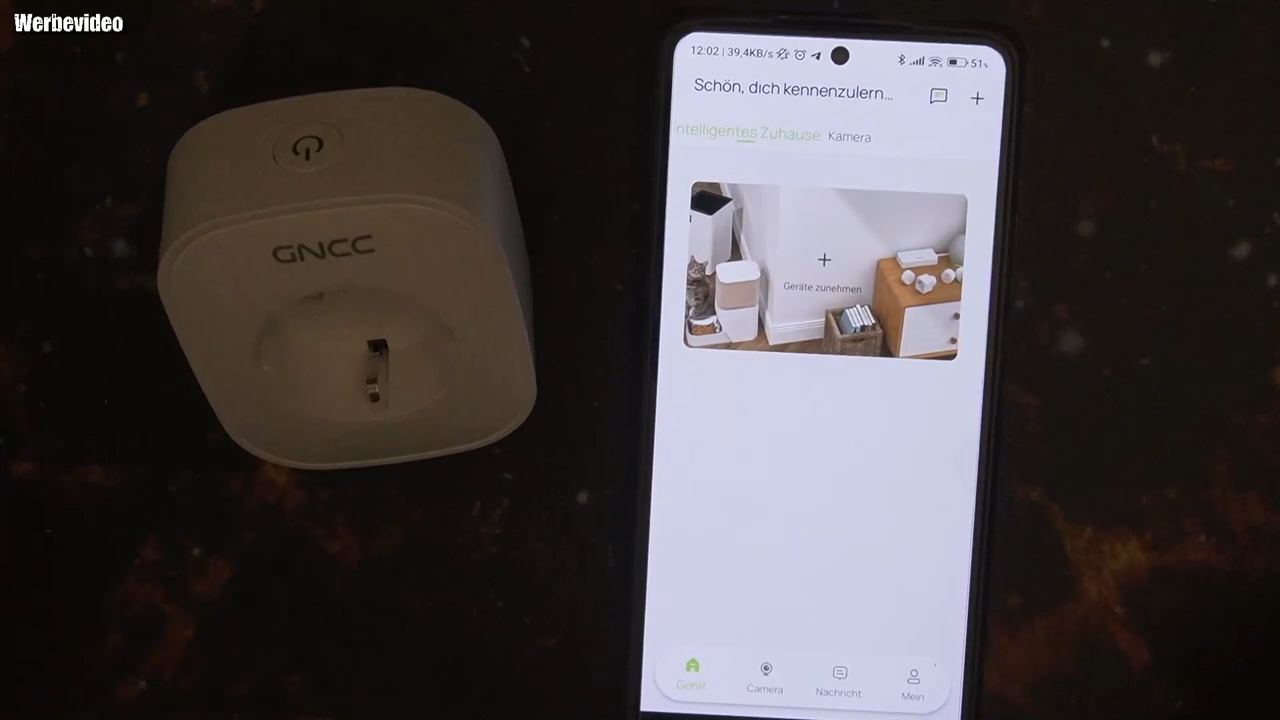 Werbevideo
GNCC
12:02 | 39,4KB/s
51%
Schön, dich kennenzulern...
ntelligentes Zuhause Kamera
Geräte zunehmen
Gerät
Camera
Nachricht
Mein